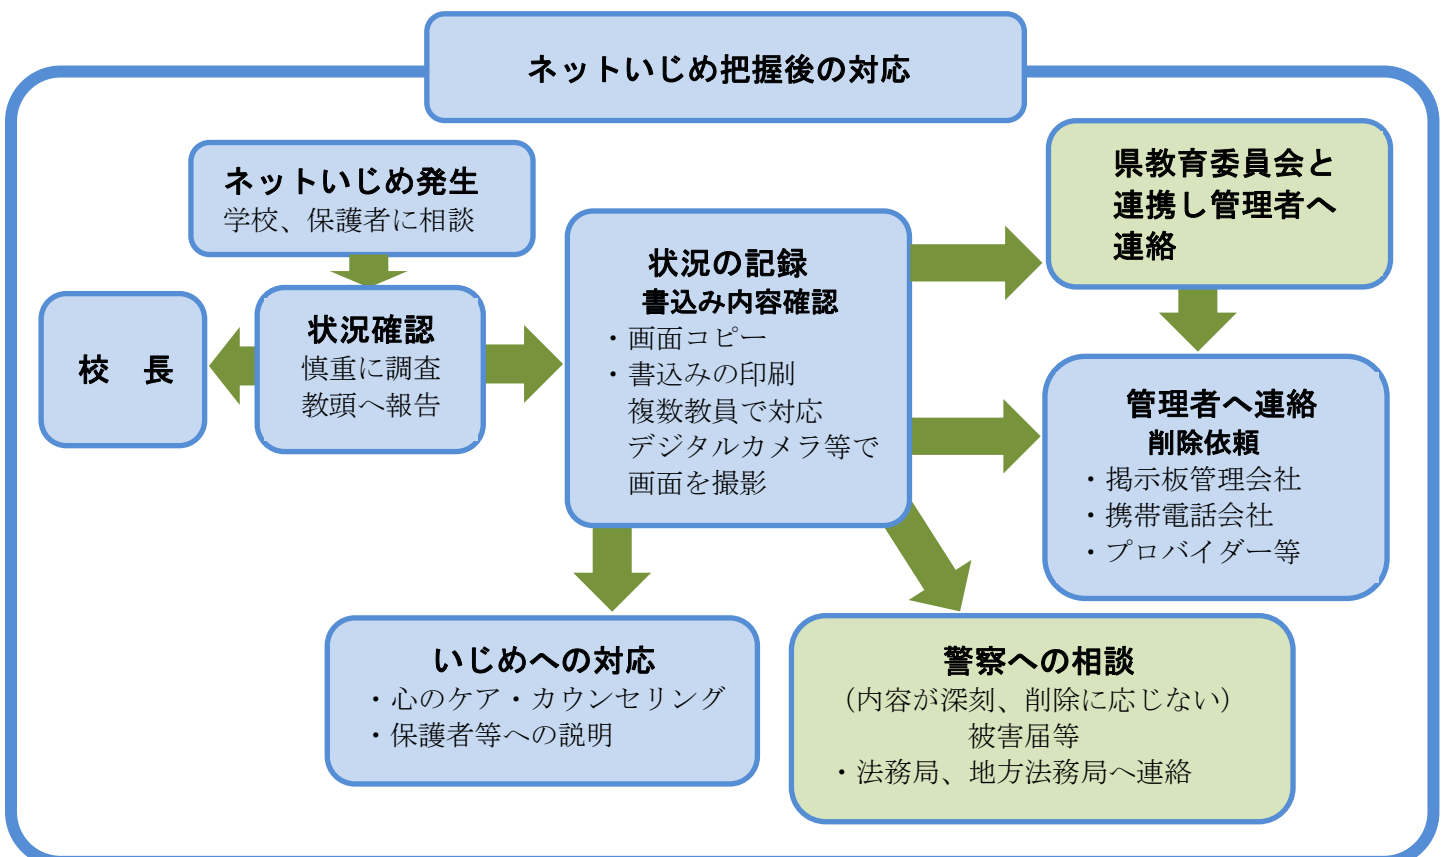 ネットいじめ把握後の対応
ネットいじめ発生
学校、保護者に相談
校　長
状況確認
慎重に調査
教頭へ報告
状況の記録
書込み内容確認
・画面コピー
・書込みの印刷
複数教員で対応
デジタルカメラ等で
画面を撮影
県教育委員会と
連携し管理者へ
連絡
管理者へ連絡
削除依頼
・掲示板管理会社
・携帯電話会社
・プロバイダー等
いじめへの対応
・心のケア・カウンセリング
・保護者等への説明
警察への相談
（内容が深刻、削除に応じない）
被害届等
・法務局、地方法務局へ連絡